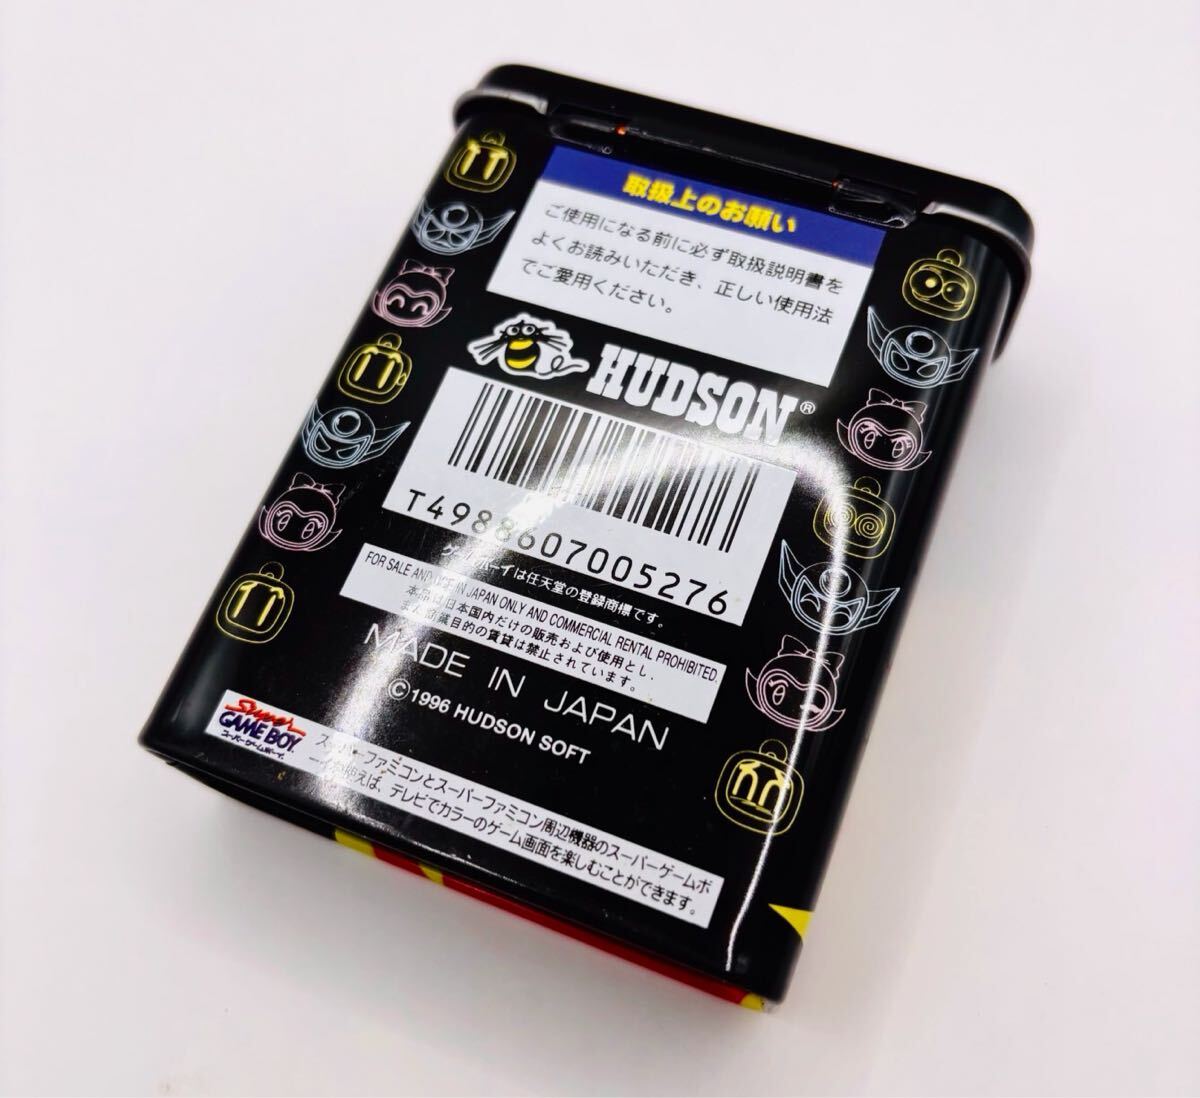 取扱上のお願い
ご使用になる前に必ず取扱説明書を
よくお読みいただき、正しい使用法
でご愛用ください。
HUDSON®
T4988607005276
ゲームボーイは任天堂の登録商標です。
FOR SALE AND USE IN JAPAN ONLY AND COMMERCIAL RENTAL PROHIBITED.
本品は日本国内だけの販売および使用とし、
また商業目的の賃貸は禁止されています。
MADE IN JAPAN
© 1996 HUDSON SOFT
Super
GAME BOY
スーパーゲームボーイ
スーパーファミコンとスーパーファミコン周辺機器のスーパーゲームボ
えば、テレビでカラーのゲーム画面を楽しむことができます。